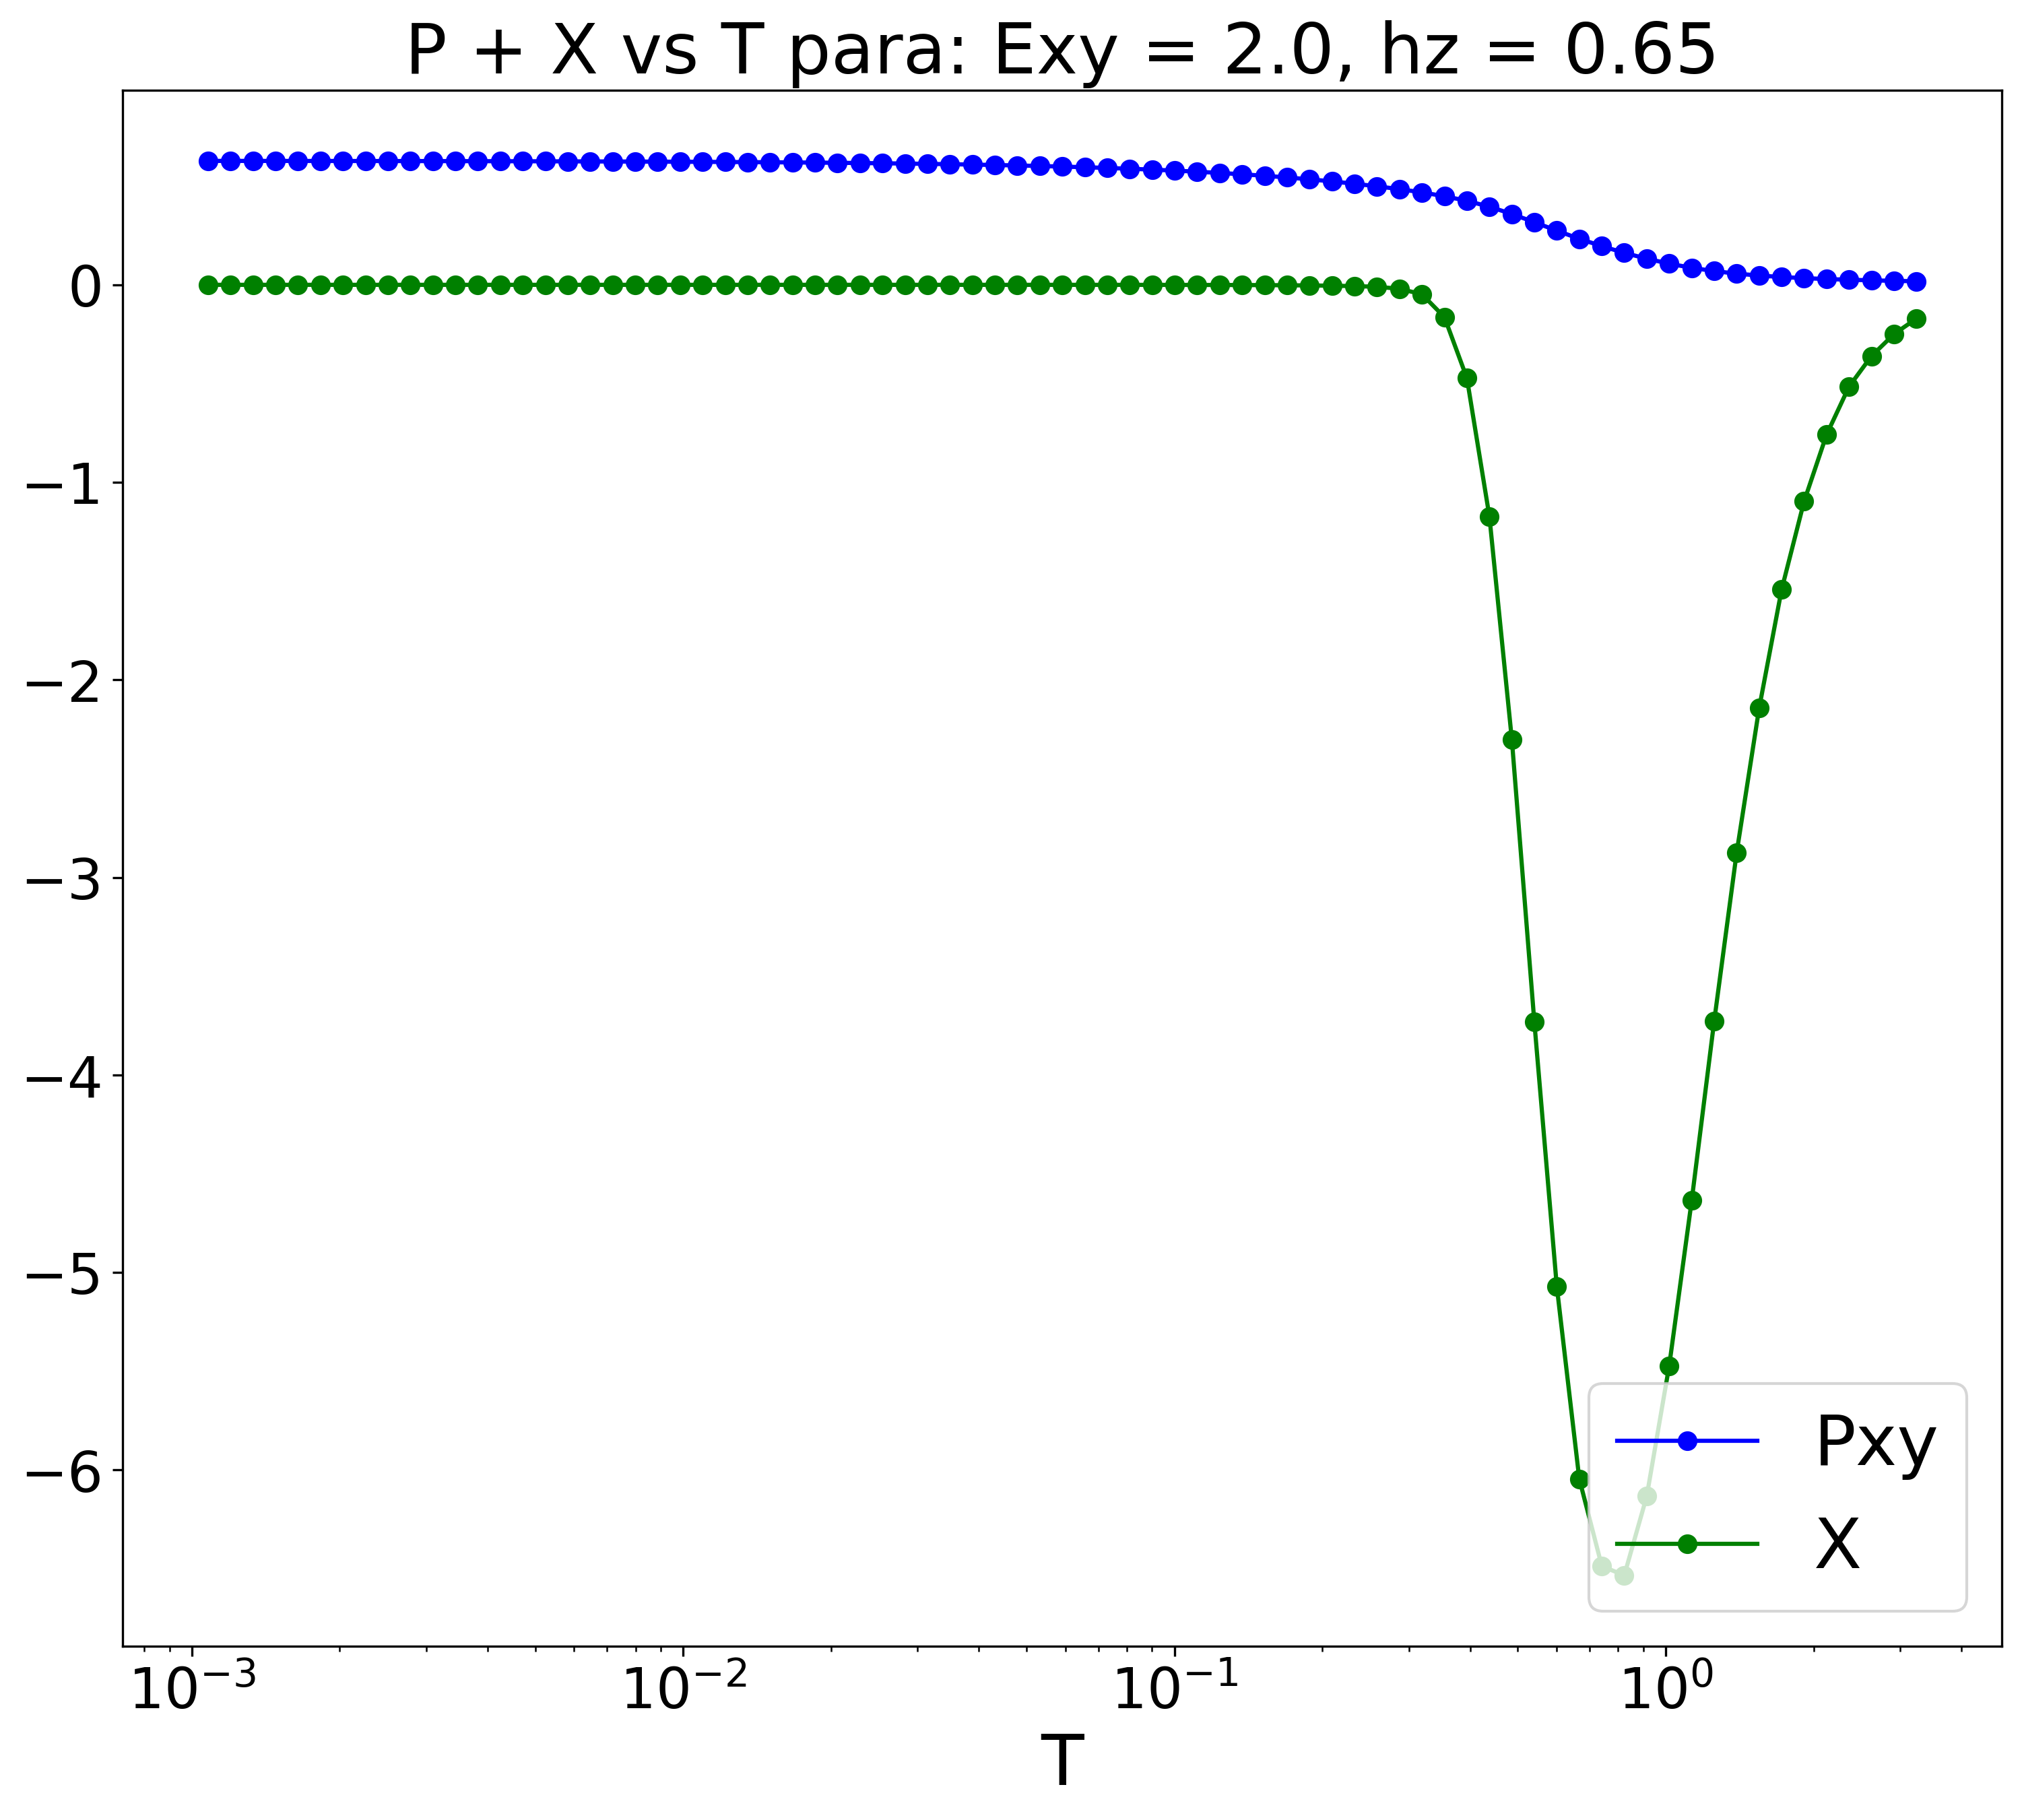 P + X vs T para: Exy = 2.0, hz = 0.65
0
−1
−2
−3
−4
−5
−6
Pxy
X
10⁻³ 10⁻² 10⁻¹ 10⁰
T